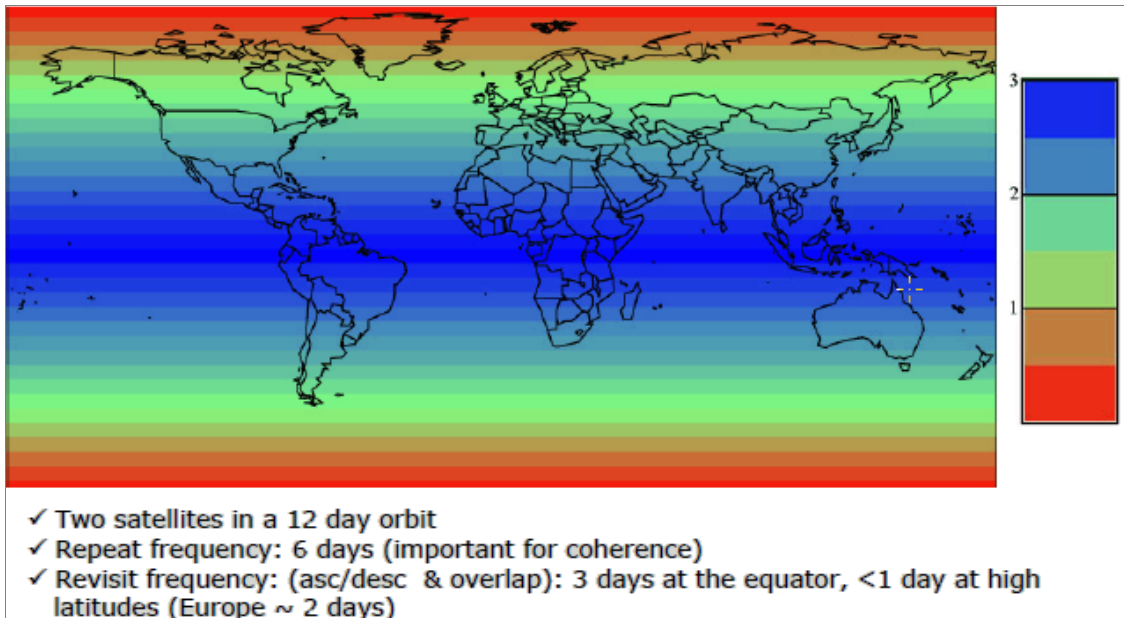 3
2
1
✓ Two satellites in a 12 day orbit
✓ Repeat frequency: 6 days (important for coherence)
✓ Revisit frequency: (asc/desc & overlap): 3 days at the equator, <1 day at high
latitudes (Europe ~ 2 days)